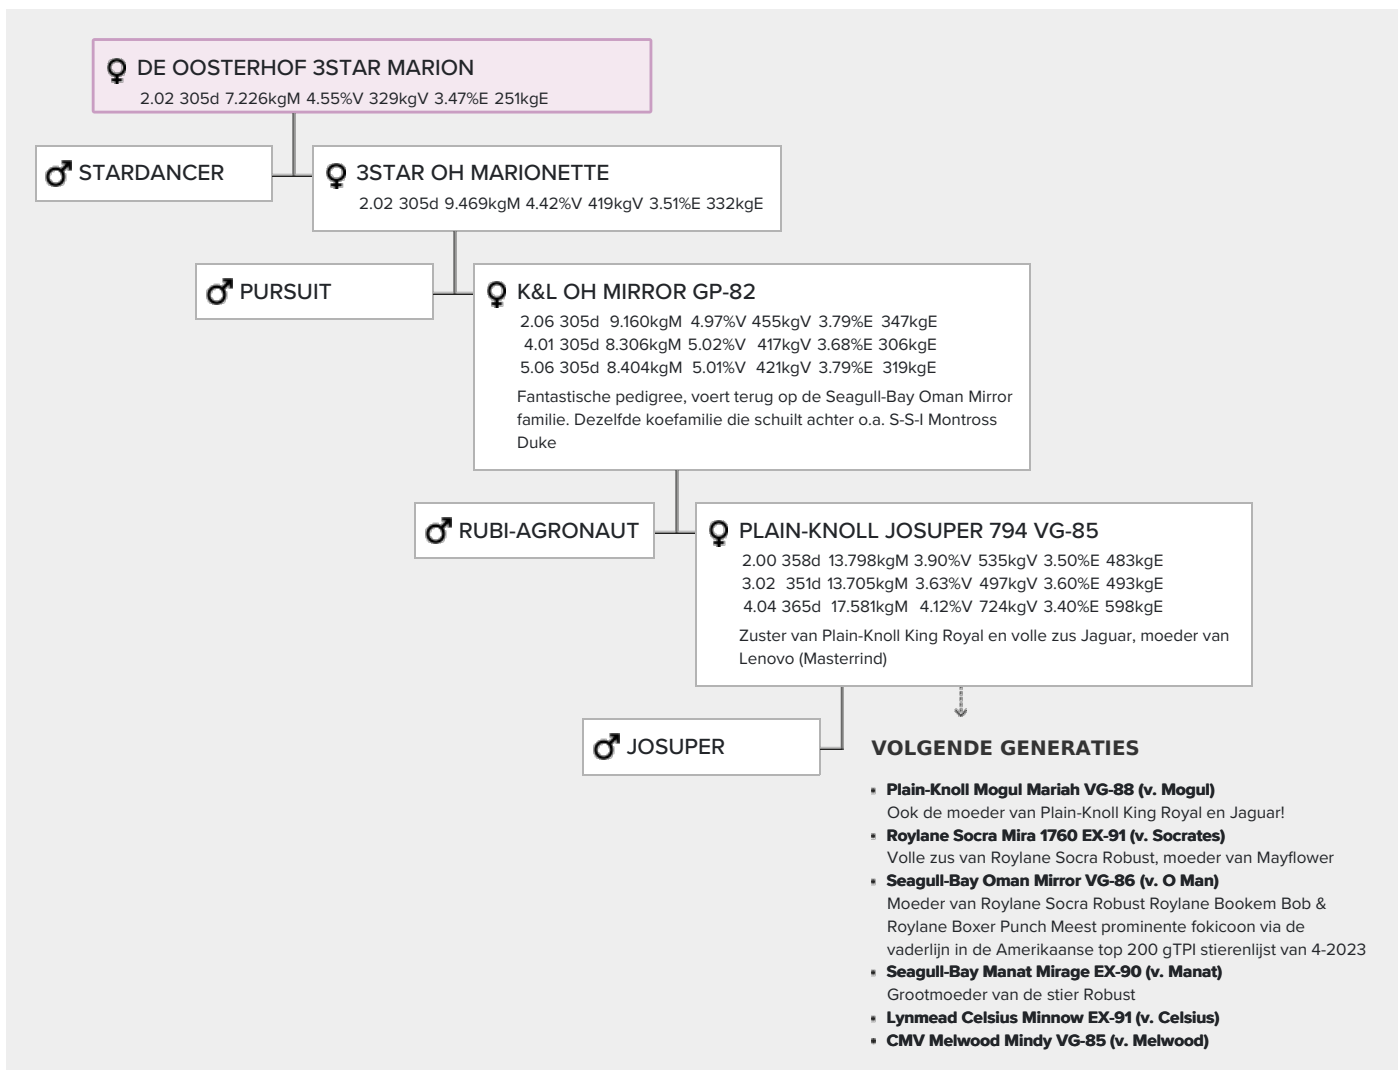 DE OOSTERHOF 3STAR MARION
2.02 305d 7.226kgM 4.55%V 329kgV 3.47%E 251kgE
STARDANCER
3STAR OH MARIONETTE
2.02 305d 9.469kgM 4.42%V 419kgV 3.51%E 332kgE
PURSUIT
K&L OH MIRROR GP-82
2.06 305d 9.160kgM 4.97%V 455kgV 3.79%E 347kgE
4.01 305d 8.306kgM 5.02%V 417kgV 3.68%E 306kgE
5.06 305d 8.404kgM 5.01%V 421kgV 3.79%E 319kgE
Fantastische pedigree, voert terug op de Seagull-Bay Oman Mirror
familie. Dezelfde koefamilie die schuilt achter o.a. S-S-I Montross
Duke
RUBI-AGRONAUT
PLAIN-KNOLL JOSUPER 794 VG-85
2.00 358d 13.798kgM 3.90%V 535kgV 3.50%E 483kgE
3.02 351d 13.705kgM 3.63%V 497kgV 3.60%E 493kgE
4.04 365d 17.581kgM 4.12%V 724kgV 3.40%E 598kgE
Zuster van Plain-Knoll King Royal en volle zus Jaguar, moeder van
Lenovo (Masterrind)
JOSUPER
VOLGENDE GENERATIES
▪ Plain-Knoll Mogul Mariah VG-88 (v. Mogul)
Ook de moeder van Plain-Knoll King Royal en Jaguar!
▪ Roylane Socra Mira 1760 EX-91 (v. Socrates)
Volle zus van Roylane Socra Robust, moeder van Mayflower
▪ Seagull-Bay Oman Mirror VG-86 (v. O Man)
Moeder van Roylane Socra Robust Roylane Bookem Bob &
Roylane Boxer Punch Meest prominente fokicoon via de
vaderlijn in de Amerikaanse top 200 gTPI stierenlijst van 4-2023
▪ Seagull-Bay Manat Mirage EX-90 (v. Manat)
Grootmoeder van de stier Robust
▪ Lynmead Celsius Minnow EX-91 (v. Celsius)
▪ CMV Melwood Mindy VG-85 (v. Melwood)